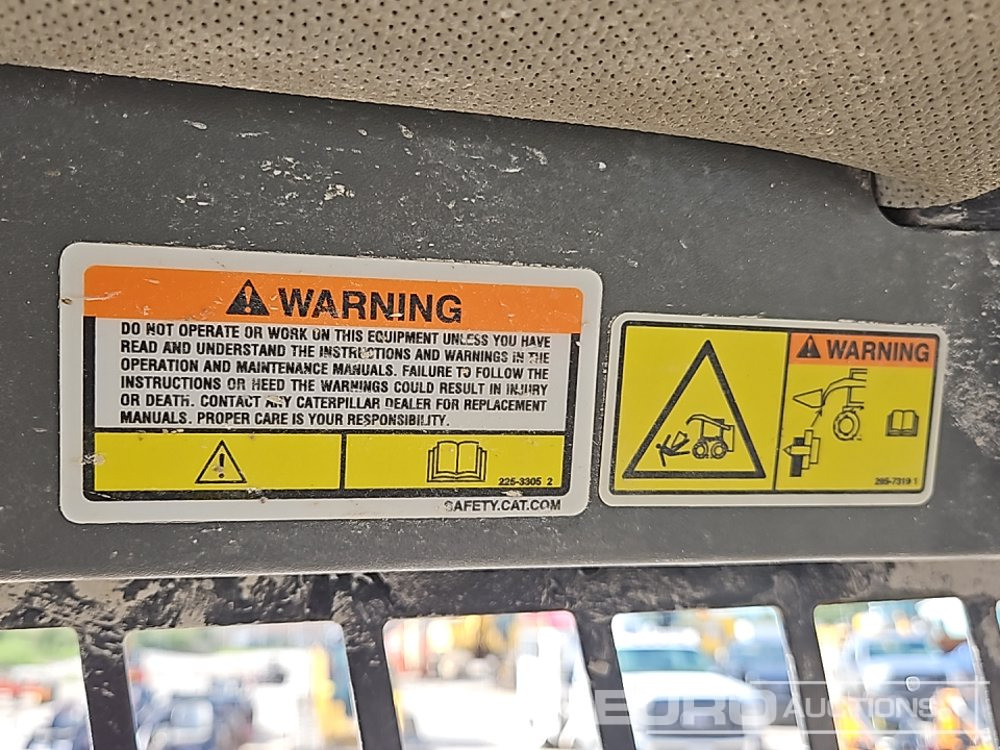 WARNING
DO NOT OPERATE OR WORK ON THIS EQUIPMENT UNLESS YOU HAVE
READ AND UNDERSTAND THE INSTRUCTIONS AND WARNINGS IN THE
OPERATION AND MAINTENANCE MANUALS. FAILURE TO FOLLOW THE
INSTRUCTIONS OR HEED THE WARNINGS COULD RESULT IN INJURY
OR DEATH. CONTACT ANY CATERPILLAR DEALER FOR REPLACEMENT
MANUALS. PROPER CARE IS YOUR RESPONSIBILITY.
225-3305 2
SAFETY.CAT.COM
WARNING
285-7319 1
EURO
AUCTIONS